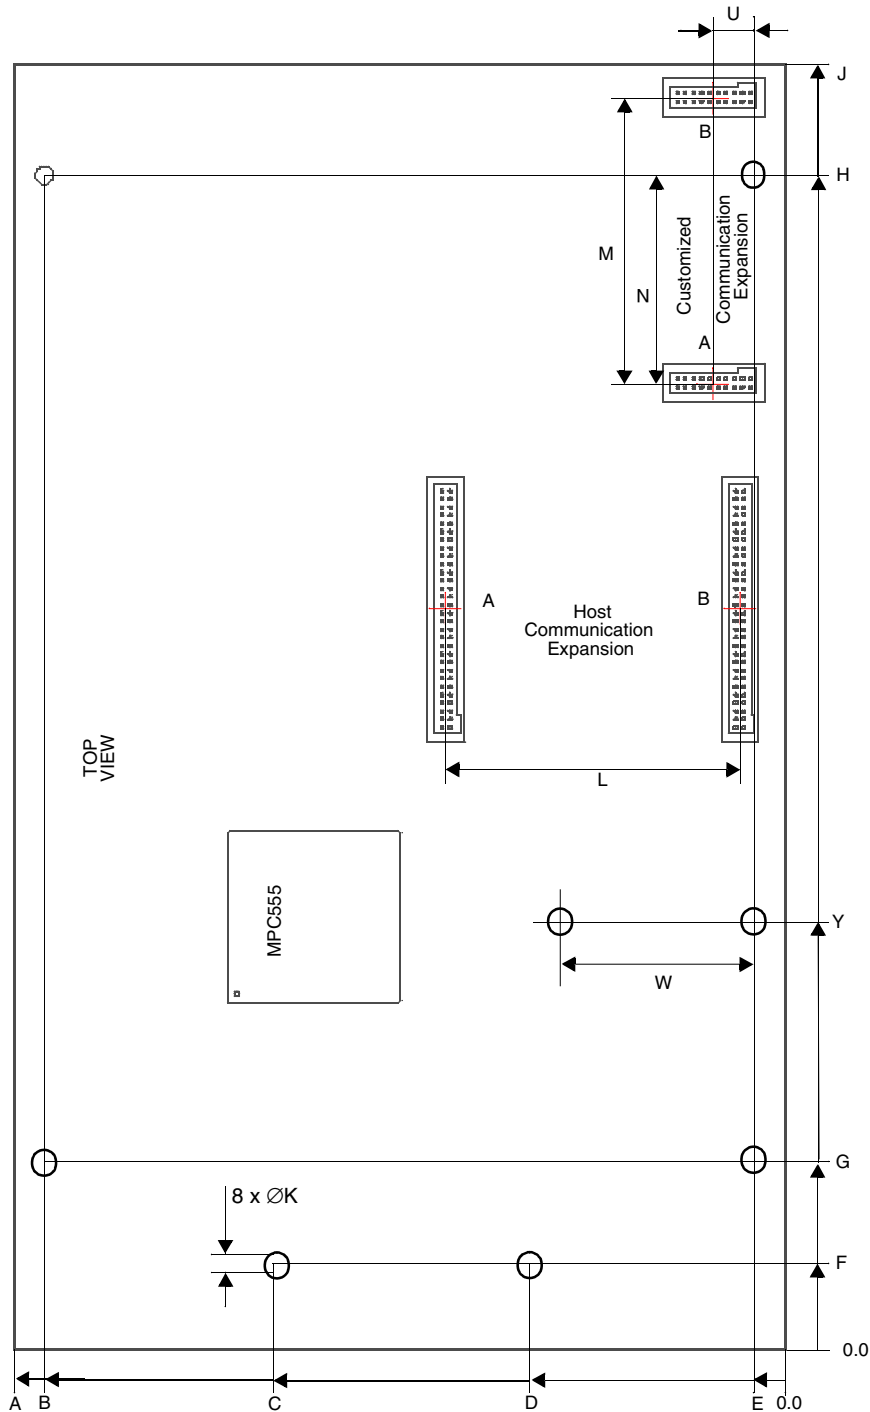 U
J
B
H
Customized
Communication
Expansion
M
N
A
A
B
Host
Communication
Expansion
TOP
VIEW
L
MPC555
Y
W
G
8 x ∅K
F
0.0
A B C D E 0.0